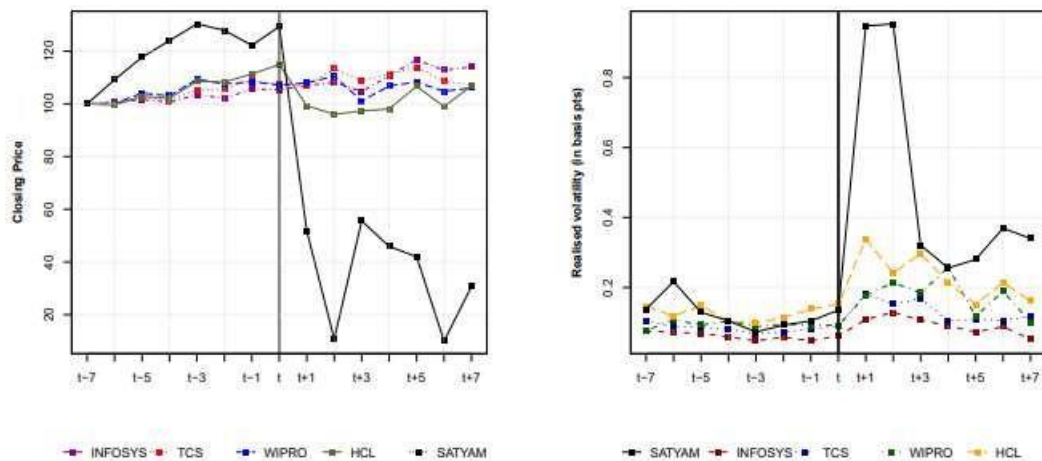 Closing Price
120
100
80
60
40
20
t−7 t−5 t−3 t−1 t t+1 t+3 t+5 t+7
INFOSYS TCS WIPRO HCL SATYAM
Realised volatility (in basis pts)
0.8
0.6
0.4
0.2
t−7 t−5 t−3 t−1 t t+1 t+3 t+5 t+7
SATYAM INFOSYS TCS WIPRO HCL